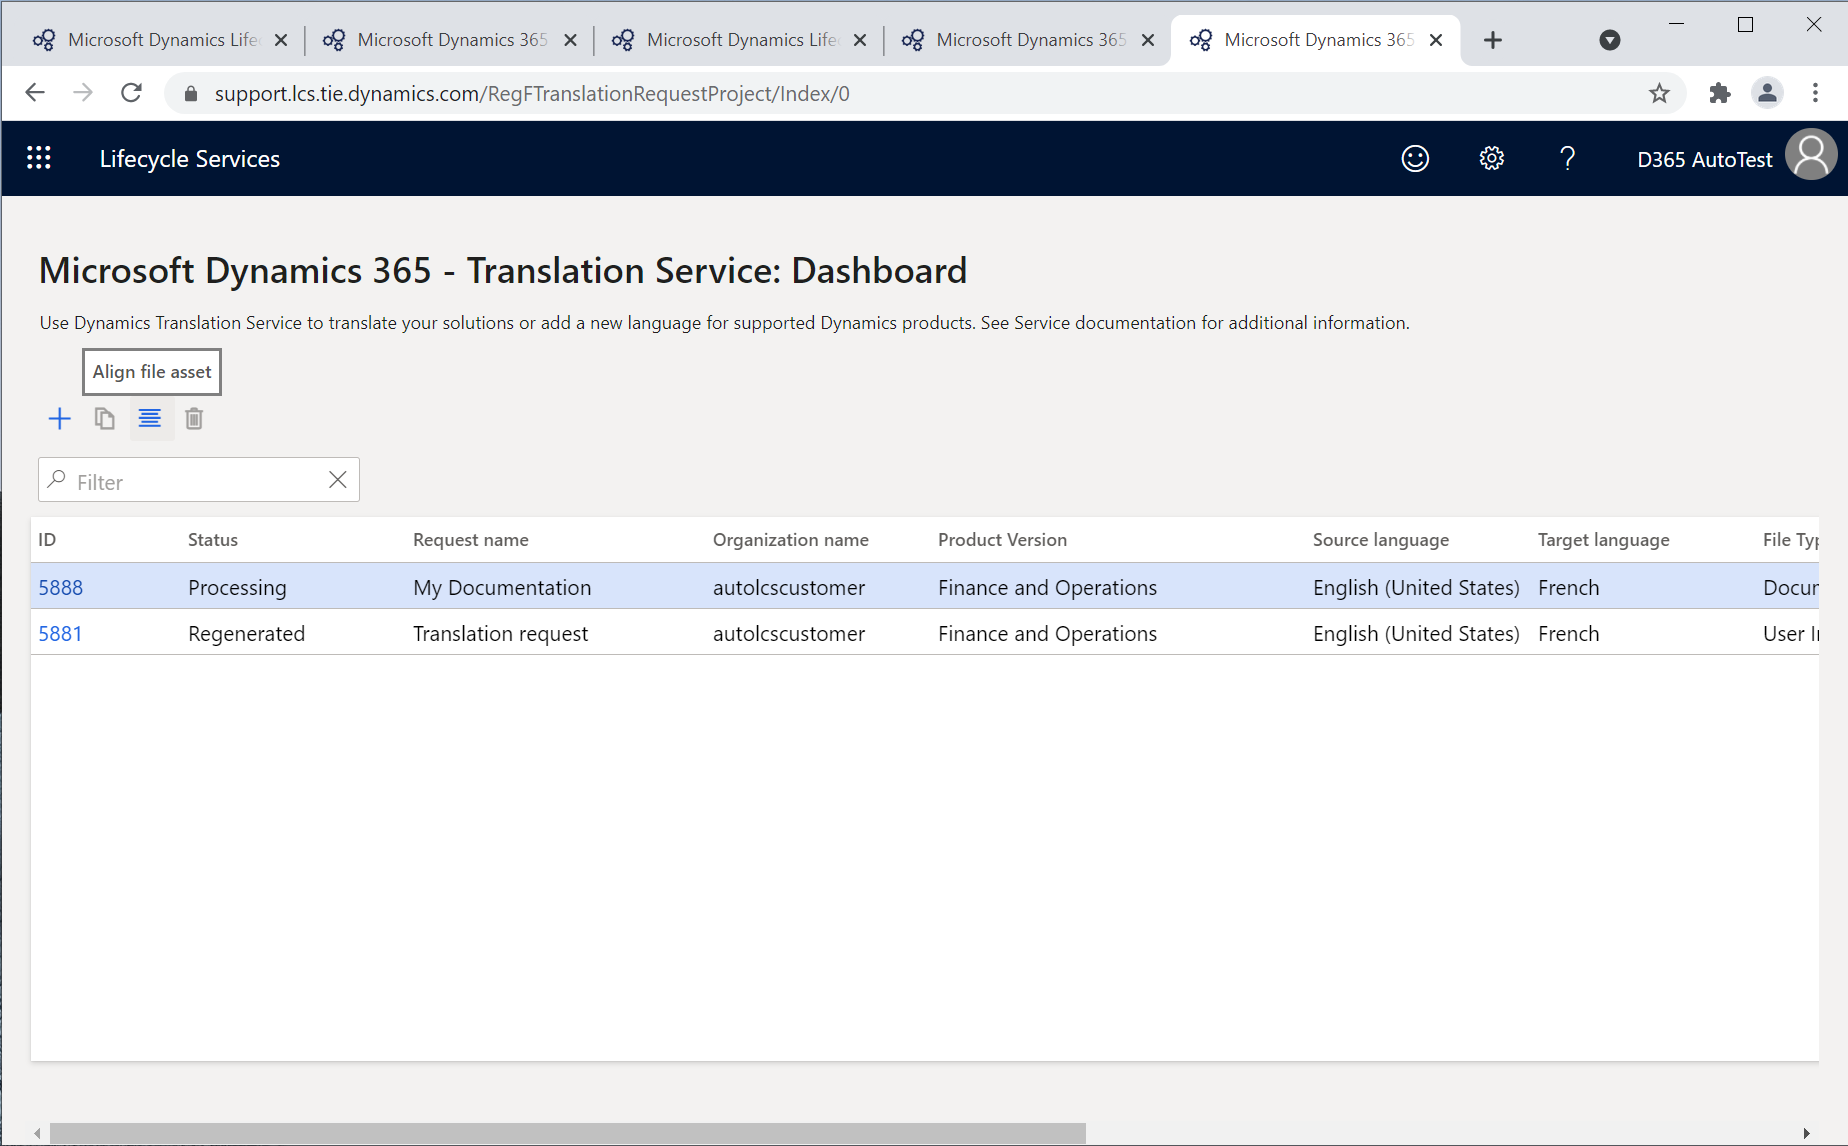 Microsoft Dynamics Life
Microsoft Dynamics 365
Microsoft Dynamics Life
Microsoft Dynamics 365
Microsoft Dynamics 365
support.lcs.tie.dynamics.com/RegFTranslationRequestProject/Index/0
Lifecycle Services
D365 AutoTest
Microsoft Dynamics 365 - Translation Service: Dashboard
Use Dynamics Translation Service to translate your solutions or add a new language for supported Dynamics products. See Service documentation for additional information.
Align file asset
Filter
ID Status Request name Organization name Product Version Source language Target language File Typ
5888 Processing My Documentation autolcscustomer Finance and Operations English (United States) French Docum
5881 Regenerated Translation request autolcscustomer Finance and Operations English (United States) French User In